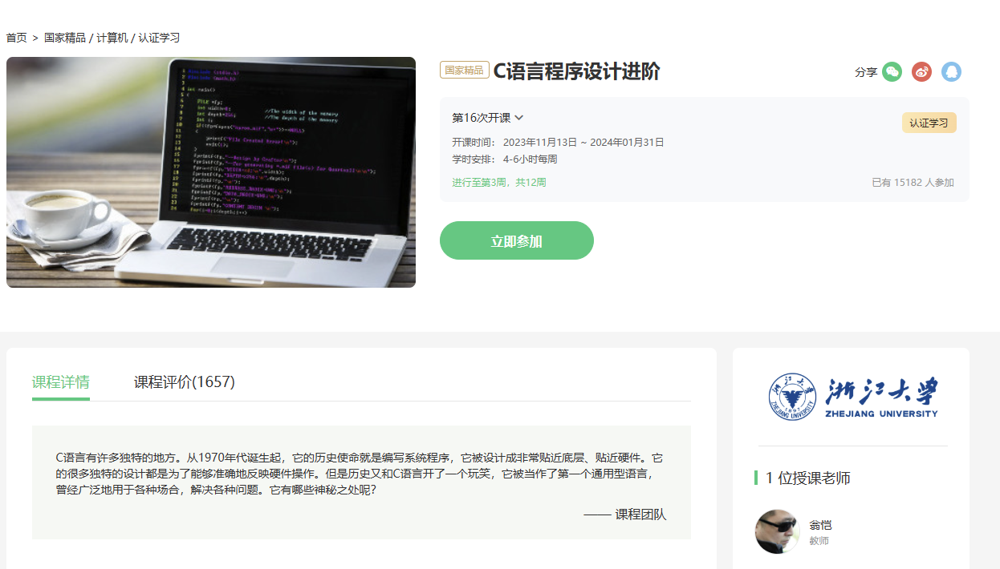 首页 > 国家精品 / 计算机 / 认证学习
国家精品 C语言程序设计进阶
分享
第16次开课
认证学习
开课时间： 2023年11月13日 ~ 2024年01月31日
学时安排： 4-6小时每周
进行至第3周，共12周
已有 15182 人参加
立即参加
课程详情 课程评价(1657)
C语言有许多独特的地方。从1970年代诞生起，它的历史使命就是编写系统程序，它被设计成非常贴近底层、贴近硬件。它
的很多独特的设计都是为了能够准确地反映硬件操作。但是历史又和C语言开了一个玩笑，它被当作了第一个通用型语言，
曾经广泛地用于各种场合，解决各种问题。它有哪些神秘之处呢？
—— 课程团队
浙江大学
ZHEJIANG UNIVERSITY
1 位授课老师
翁恺
教师